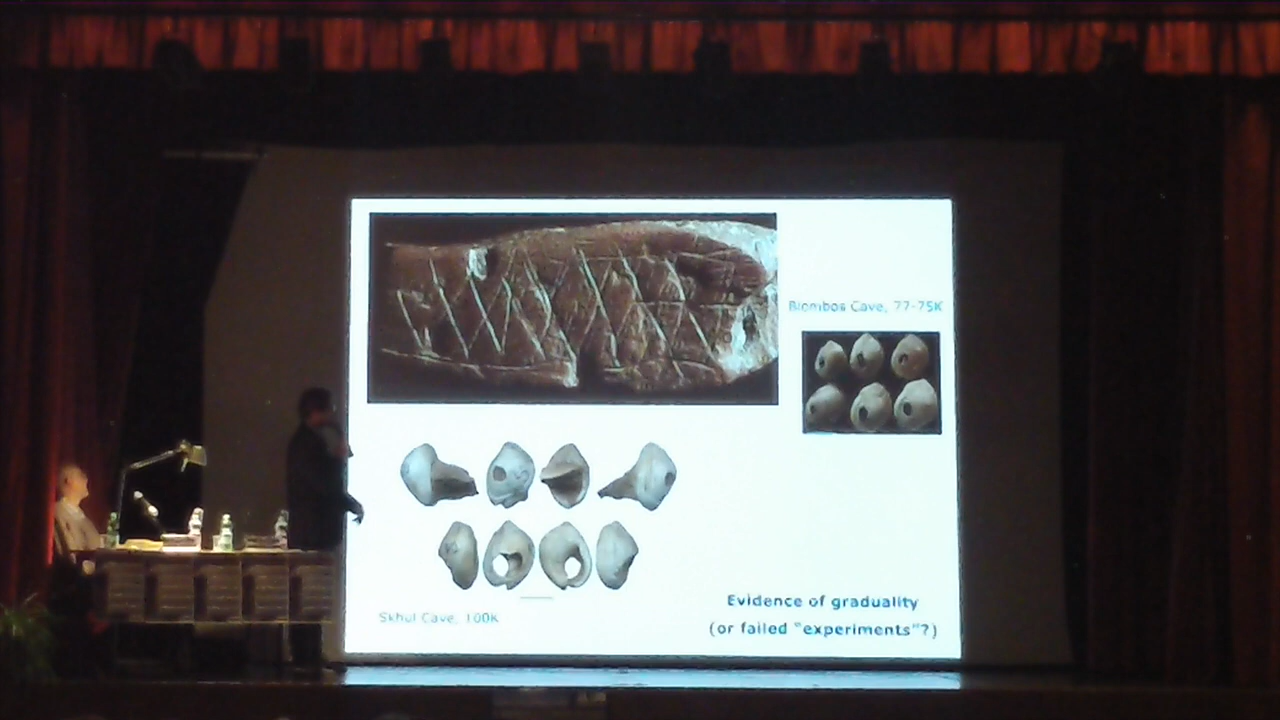 Blombos Cave, 77-75K
Skhul Cave, 100K
Evidence of graduality
(or failed "experiments"?)